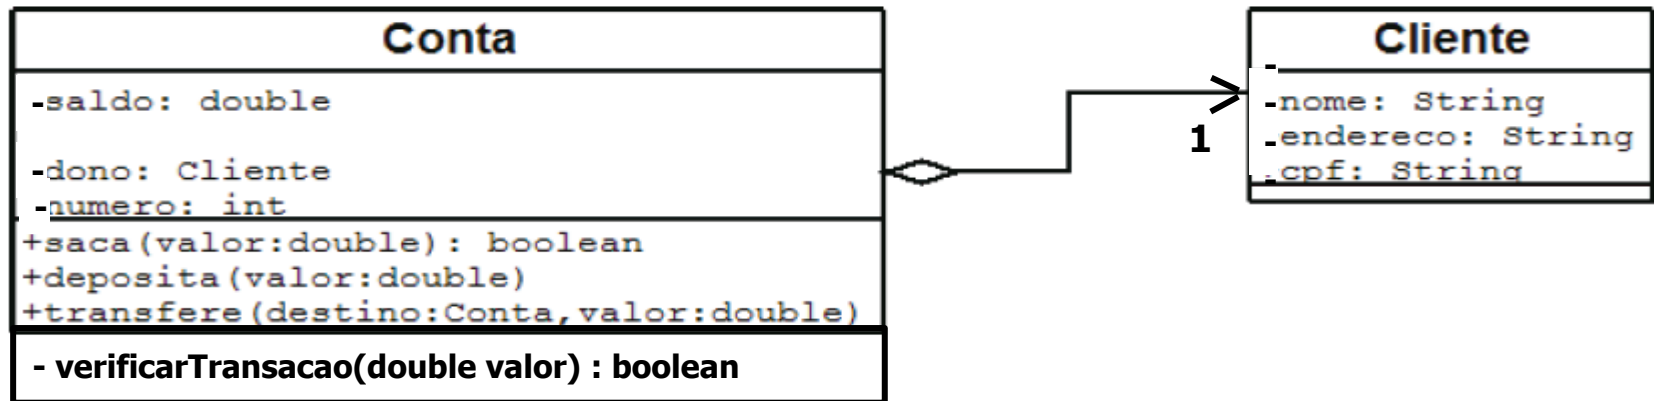 Conta
-saldo: double
-dono: Cliente
-numero: int
+saca(valor:double): boolean
+deposita(valor:double)
+transfere(destino:Conta,valor:double)
- verificarTransacao(double valor) : boolean
1
Cliente
-
-nome: String
-endereco: String
-cpf: String